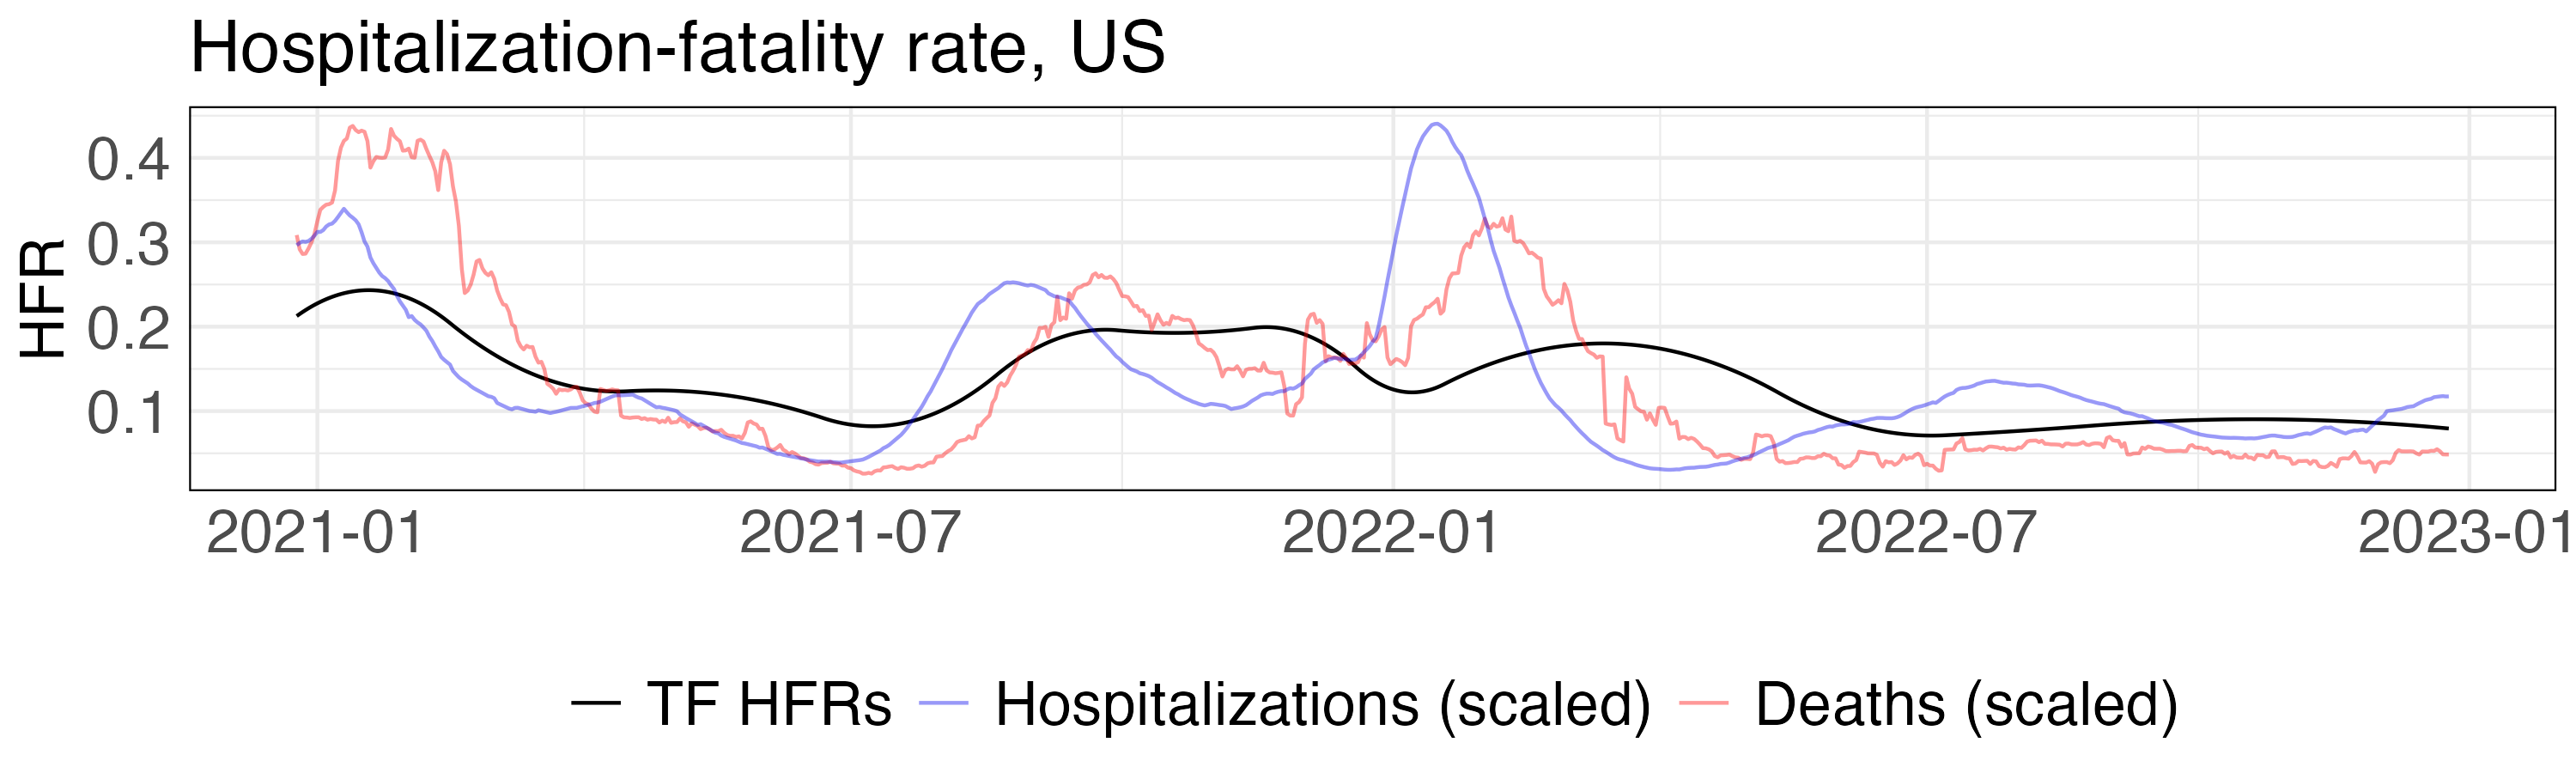 Hospitalization-fatality rate, US
HFR
0.4
0.3
0.2
0.1
2021-01 2021-07 2022-01 2022-07 2023-01
TF HFRs Hospitalizations (scaled) Deaths (scaled)